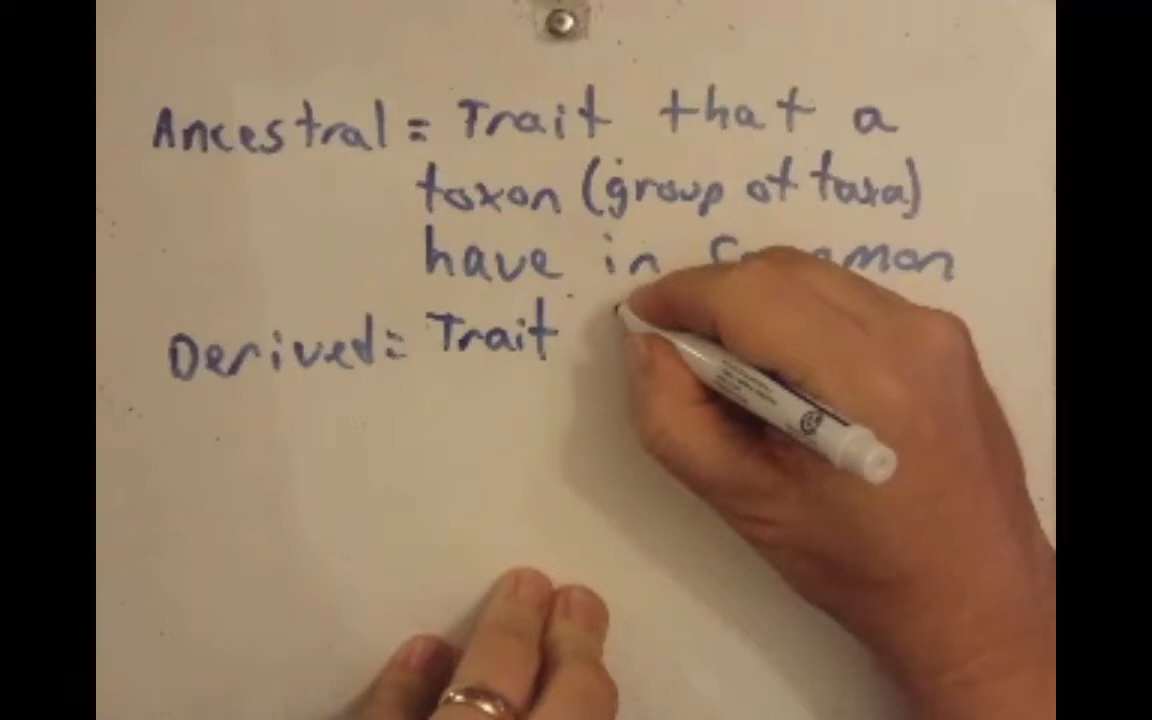 Ancestral = Trait that a
taxon (group of taxa)
have in
Derived = Trait